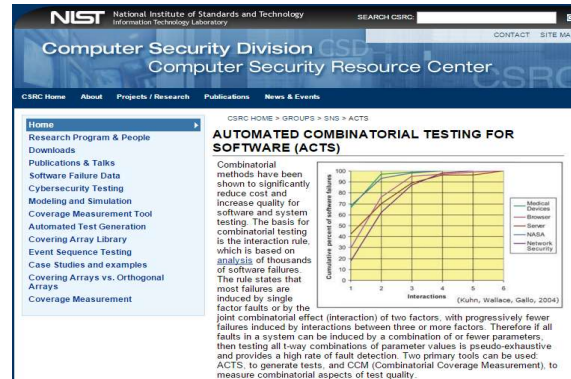 NIST
National Institute of
Standards and Technology
Information Technology Laboratory
SEARCH CSRC:
CONTACT SITE MA
Computer Security Division
CSD
Computer Security Resource Center
CSRC
CSRC Home About Projects / Research Publications News & Events
Home
Research Program & People
Downloads
Publications & Talks
Software Failure Data
Cybersecurity Testing
Modeling and Simulation
Coverage Measurement Tool
Automated Test Generation
Covering Array Library
Event Sequence Testing
Case Studies and examples
Covering Arrays vs. Orthogonal
Arrays
Coverage Measurement
CSRC HOME > GROUPS > SNS > ACTS
AUTOMATED COMBINATORIAL TESTING FOR
SOFTWARE (ACTS)
Combinatorial
methods have been
shown to significantly
reduce cost and
increase quality for
software and system
testing. The basis for
combinatorial testing
is the interaction rule,
which is based on
analysis of thousands
of software failures.
The rule states that
most failures are
induced by single
factor faults or by the
Cumulative percent of software failures
100
90
80
70
60
50
40
30
20
10
0
1 2 3 4 5 6
Interactions
Medical
Devices
Browser
Server
NASA
Network
Security
(Kuhn, Wallace, Gallo, 2004)
joint combinatorial effect (interaction) of two factors, with progressively fewer
failures induced by interactions between three or more factors. Therefore if all
faults in a system can be induced by a combination of or fewer parameters,
then testing all t-way combinations of parameter values is pseudo-exhaustive
and provides a high rate of fault detection. Two primary tools can be used:
ACTS, to generate tests, and CCM (Combinatorial Coverage Measurement), to
measure combinatorial aspects of test quality.